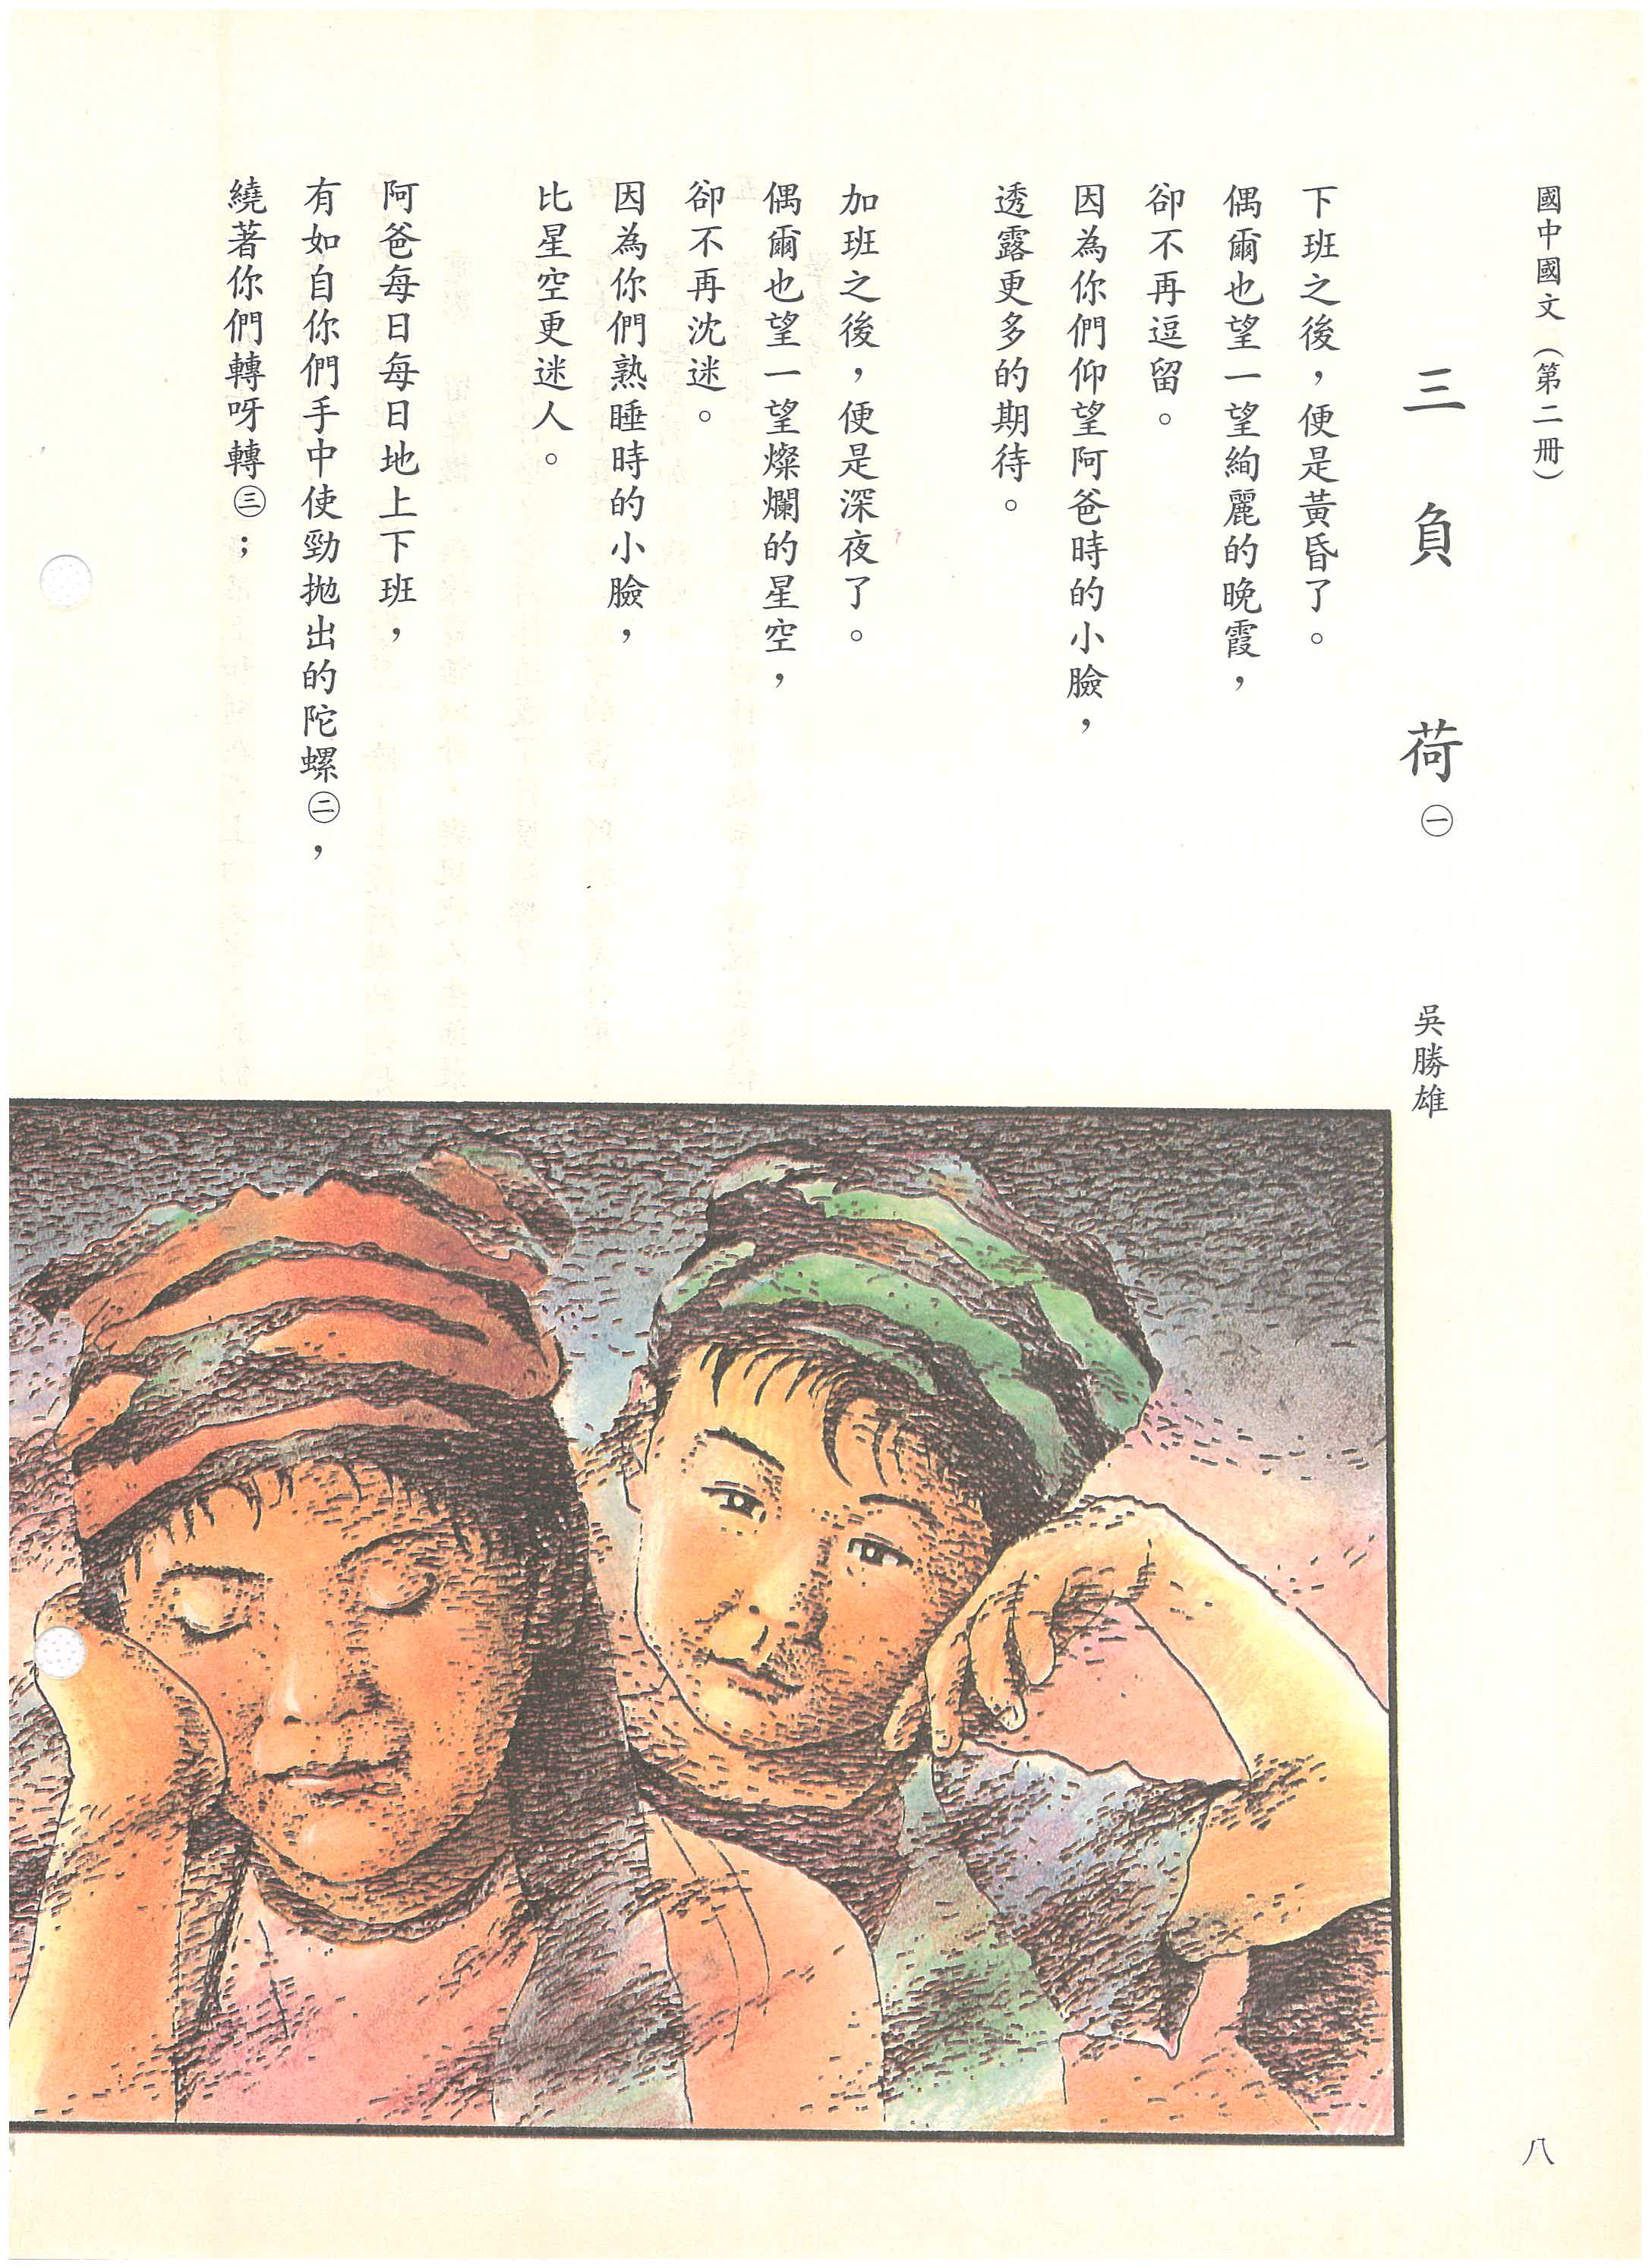 國中國文（第二冊）
三 負荷㊀
吳勝雄
下班之後，便是黃昏了。
偶爾也望一望絢麗的晚霞，
卻不再逗留。
因為你們仰望阿爸時的小臉，
透露更多的期待。
加班之後，便是深夜了。
偶爾也望一望燦爛的星空，
卻不再沈迷。
因為你們熟睡時的小臉，
比星空更迷人。
阿爸每日每日地上下班，
有如自你們手中使勁拋出的陀螺㊁，
繞著你們轉呀轉㊂；
八